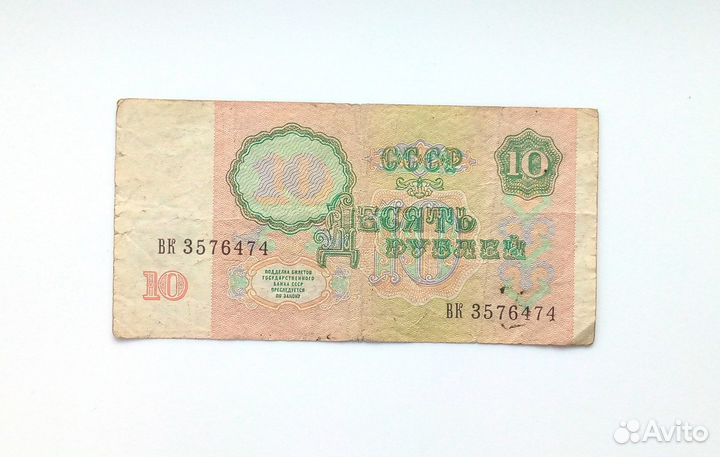 10
СССР
10
ДЕСЯТЬ
РУБЛЕЙ
10
ВК 3576474
ПОДДЕЛКА БИЛЕТОВ
ГОСУДАРСТВЕННОГО
БАНКА СССР
ПРЕСЛЕДУЕТСЯ
ПО ЗАКОНУ
10
ВК 3576474
Avito